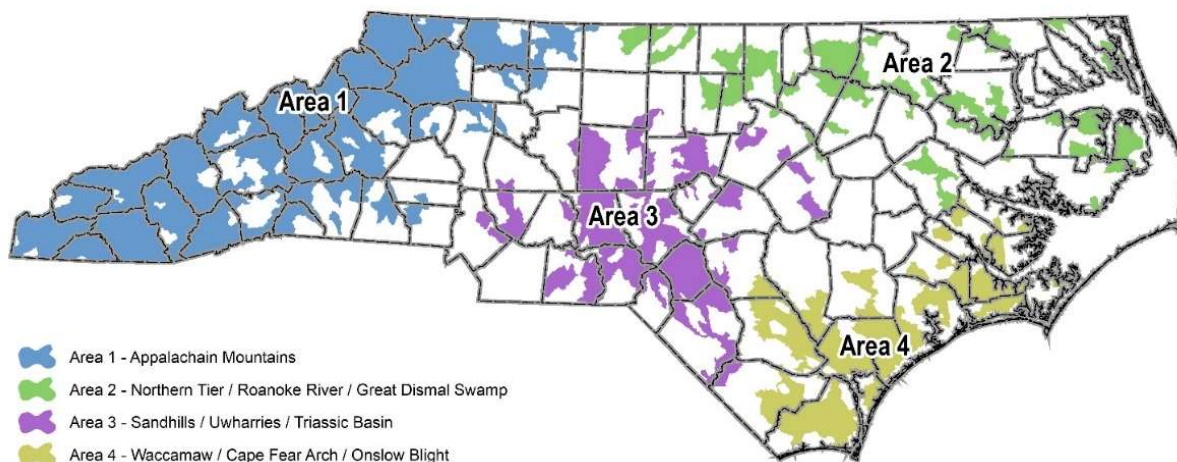 Area 1
Area 2
Area 3
Area 4
Area 1 - Appalachain Mountains
Area 2 - Northern Tier / Roanoke River / Great Dismal Swamp
Area 3 - Sandhills / Uwharries / Triassic Basin
Area 4 - Waccamaw / Cape Fear Arch / Onslow Blight